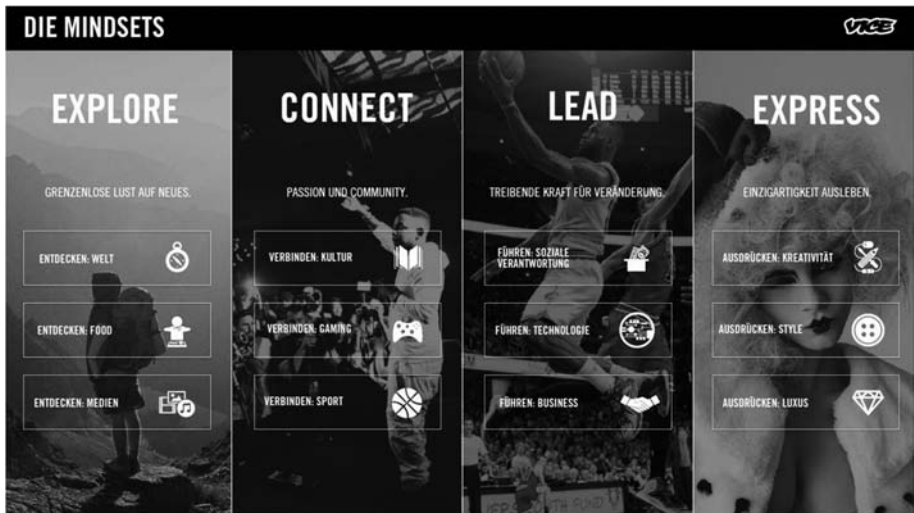 DIE MINDSETS
VICE
EXPLORE
GRENZENLOSE LUST AUF NEUES.
ENTDECKEN: WELT
ENTDECKEN: FOOD
ENTDECKEN: MEDIEN
CONNECT
PASSION UND COMMUNITY.
VERBINDEN: KULTUR
VERBINDEN: GAMING
VERBINDEN: SPORT
LEAD
TREIBENDE KRAFT FÜR VERÄNDERUNG.
FÜHREN: SOZIALE
VERANTWORTUNG
FÜHREN: TECHNOLOGIE
FÜHREN: BUSINESS
EXPRESS
EINZIGARTIGKEIT AUSLEBEN.
AUSDRÜCKEN: KREATIVITÄT
AUSDRÜCKEN: STYLE
AUSDRÜCKEN: LUXUS